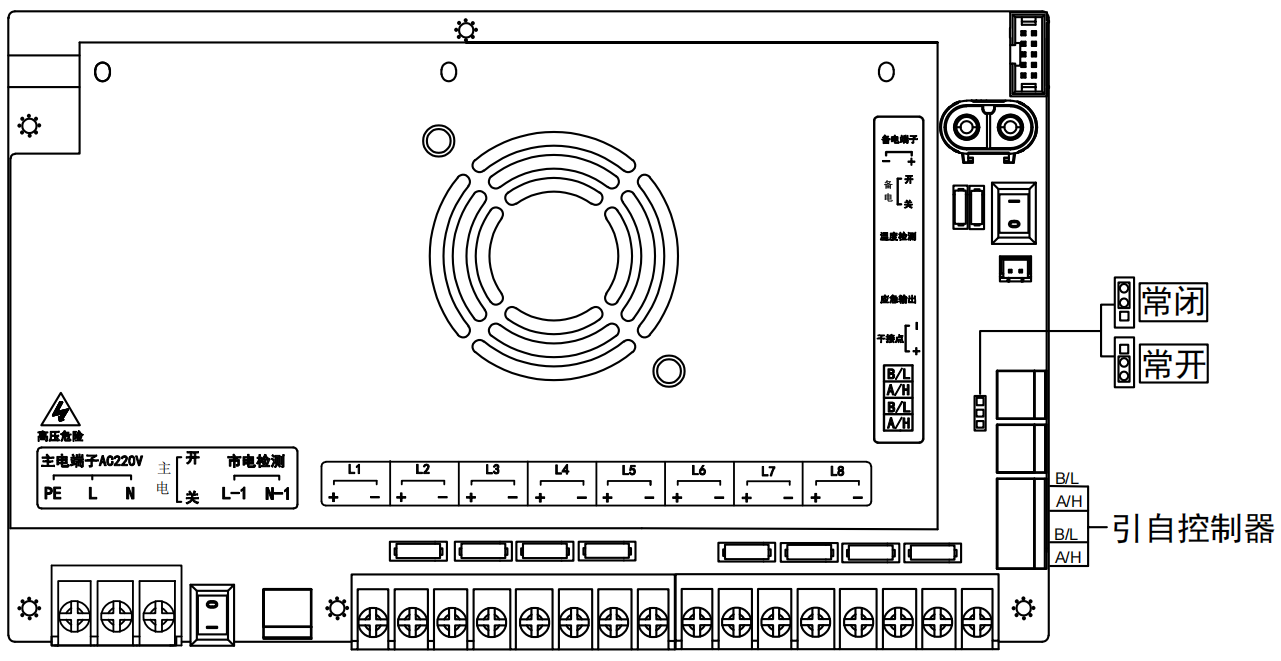 备电端子
- +
备电
开
关
温度检测
应急输出
干接点
-
+
B/L
A/H
B/L
A/H
常闭
常开
B/L
A/H
B/L
A/H
引自控制器
高压危险
主电端子AC220V
PE L N
主电
开
关
市电检测
L-1 N-1
L1 L2 L3 L4 L5 L6 L7 L8
+ - + - + - + - + - + - + - + -